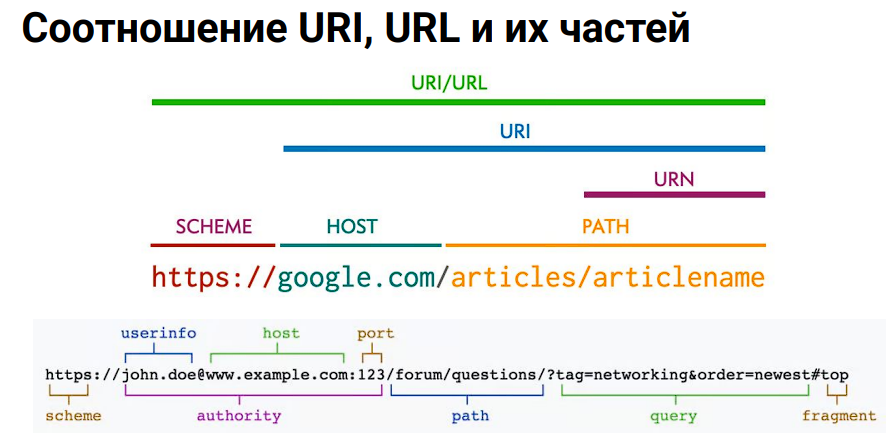 Соотношение URI, URL и их частей
URI/URL
URI
URN
SCHEME HOST PATH
https://google.com/articles/articlename
userinfo host port
https://john.doe@www.example.com:123/forum/questions/?tag=networking&order=newest#top
scheme authority path query fragment